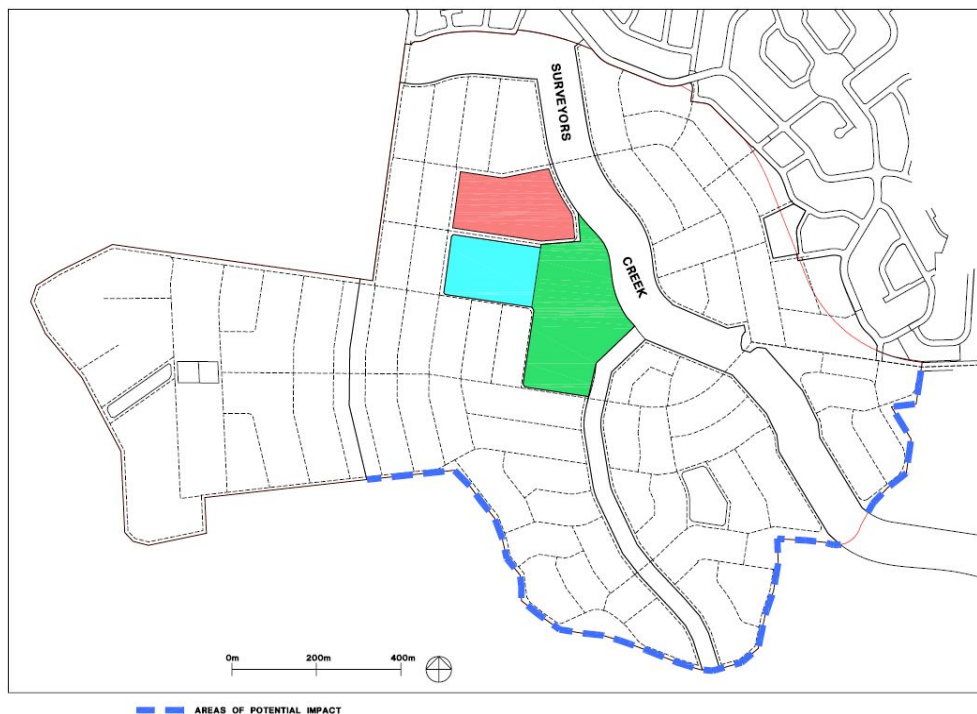 SURVEYORS
CREEK
0m 200m 400m
AREAS OF POTENTIAL IMPACT